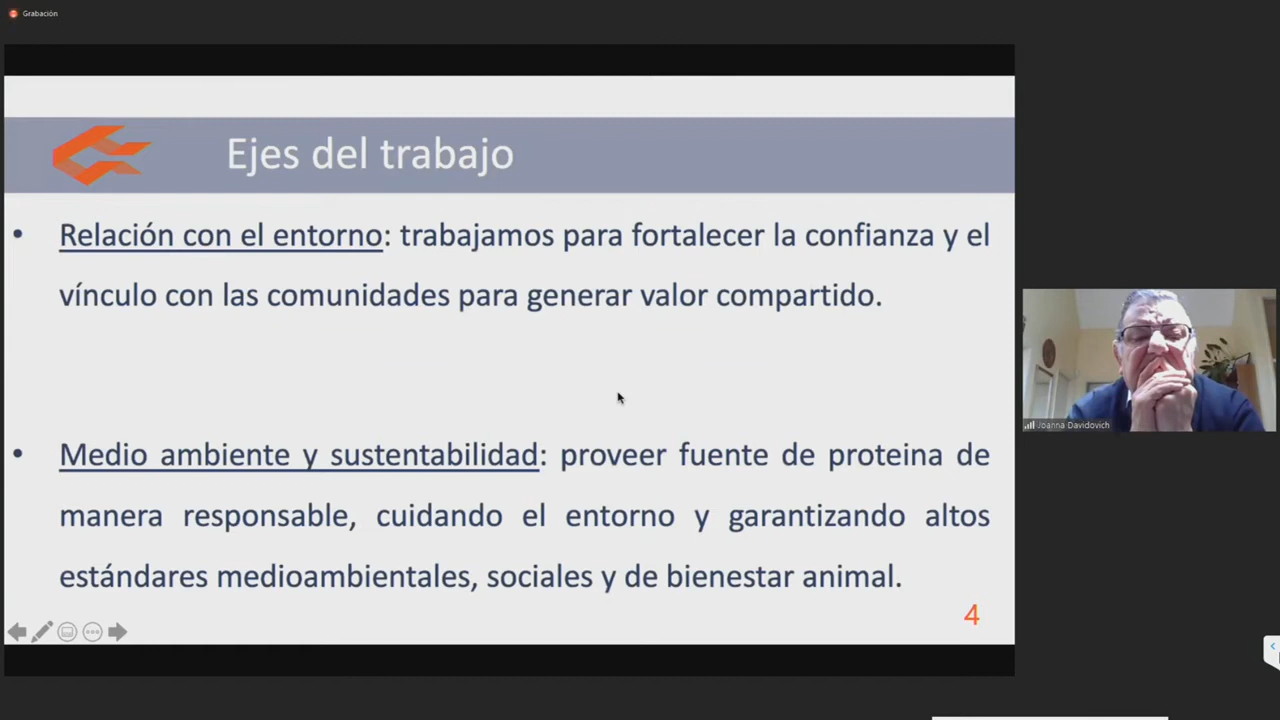 Grabación
Ejes del trabajo
• Relación con el entorno: trabajamos para fortalecer la confianza y el
vínculo con las comunidades para generar valor compartido.
• Medio ambiente y sustentabilidad: proveer fuente de proteina de
manera responsable, cuidando el entorno y garantizando altos
estándares medioambientales, sociales y de bienestar animal.
4
Joanna Davidovich